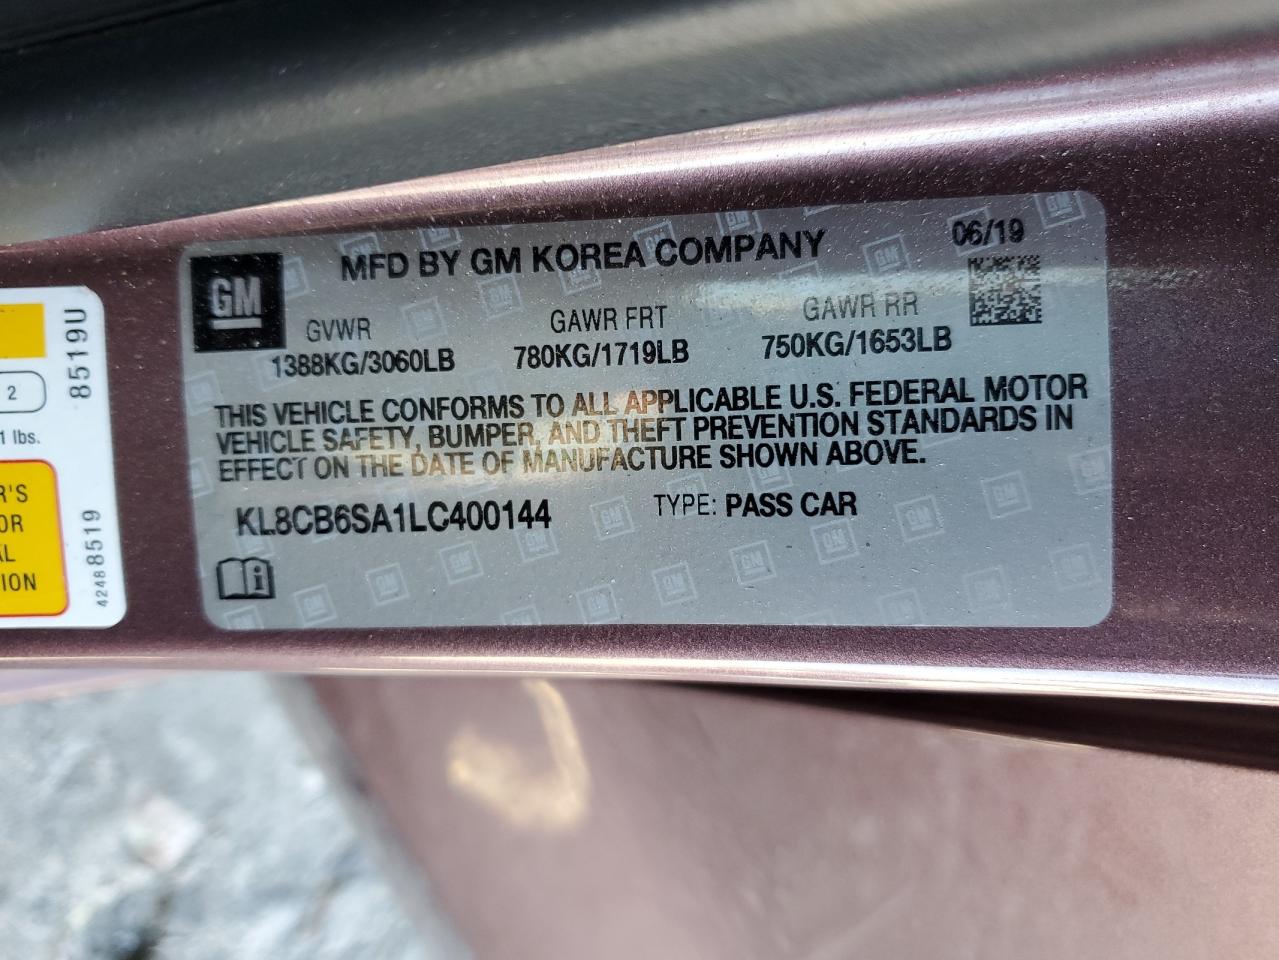 GM
MFD BY GM KOREA COMPANY
06/19
GVWR
GAWR FRT
GAWR RR
1388KG/3060LB
780KG/1719LB
750KG/1653LB
THIS VEHICLE CONFORMS TO ALL APPLICABLE U.S. FEDERAL MOTOR
VEHICLE SAFETY, BUMPER, AND THEFT PREVENTION STANDARDS IN
EFFECT ON THE DATE OF MANUFACTURE SHOWN ABOVE.
KL8CB6SA1LC400144
TYPE: PASS CAR
8519U
2
1 lbs.
R'S
OR
AL
ION
42488519